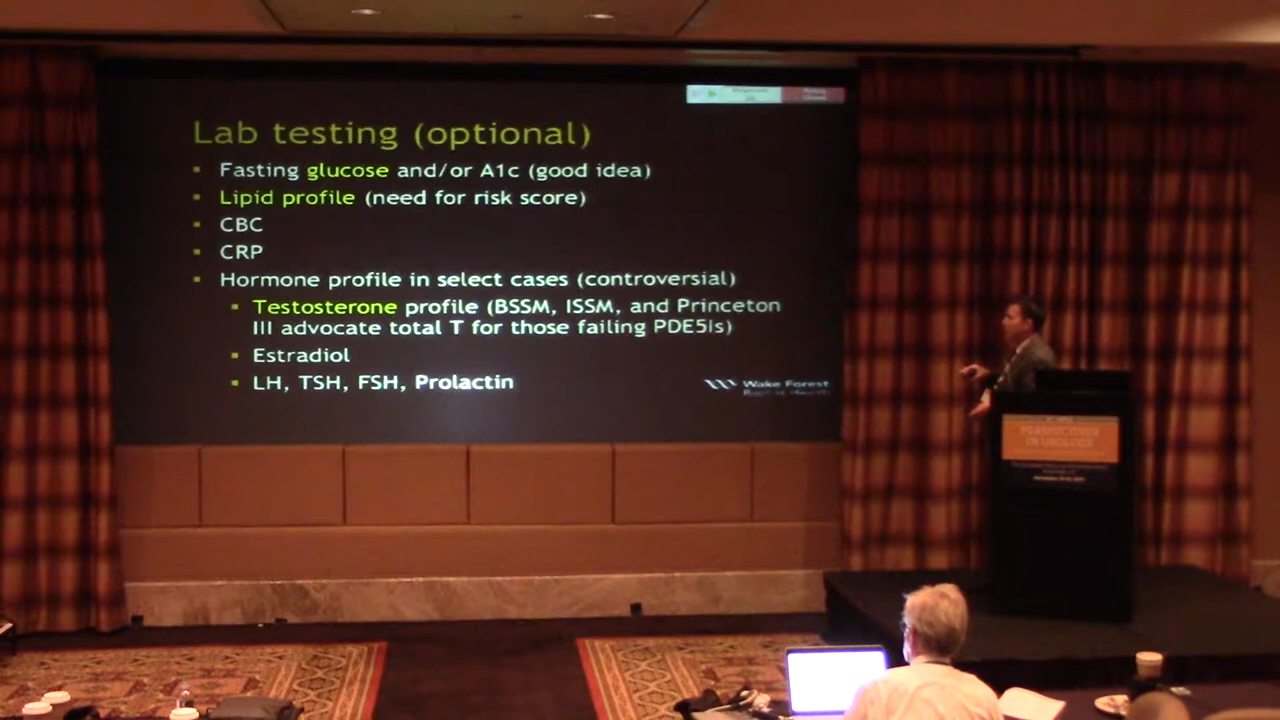 Lab testing (optional)
Fasting glucose and/or A1c (good idea)
Lipid profile (need for risk score)
CBC
CRP
Hormone profile in select cases (controversial)
Testosterone profile (BSSM, ISSM, and Princeton
III advocate total T for those failing PDE5Is)
Estradiol
LH, TSH, FSH, Prolactin
Wake Forest
IN UROLOGY